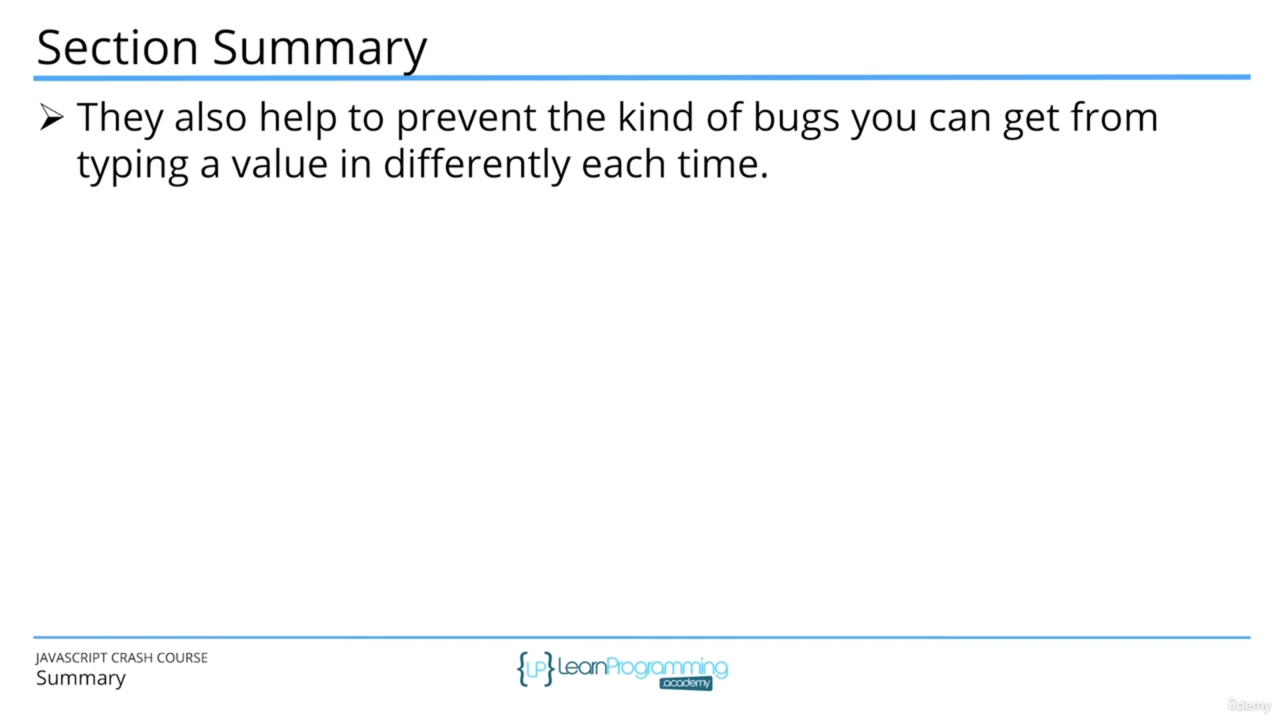 Section Summary
➢ They also help to prevent the kind of bugs you can get from
typing a value in differently each time.
JAVASCRIPT CRASH COURSE
Summary
{LP} LearnProgramming
.academy
ûdemy